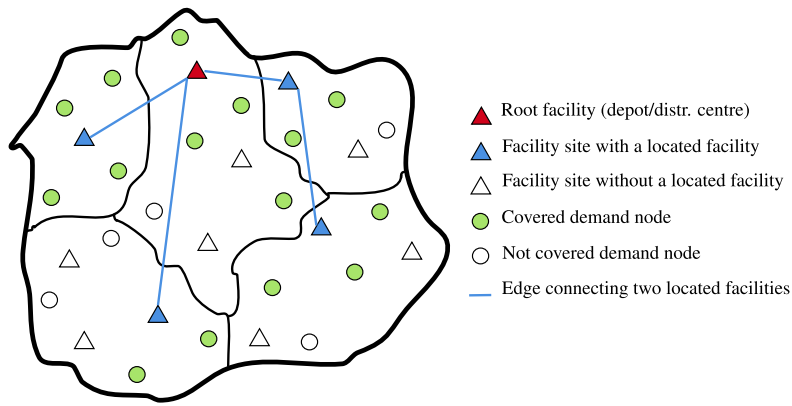 Root facility (depot/distr. centre)
Facility site with a located facility
Facility site without a located facility
Covered demand node
Not covered demand node
Edge connecting two located facilities